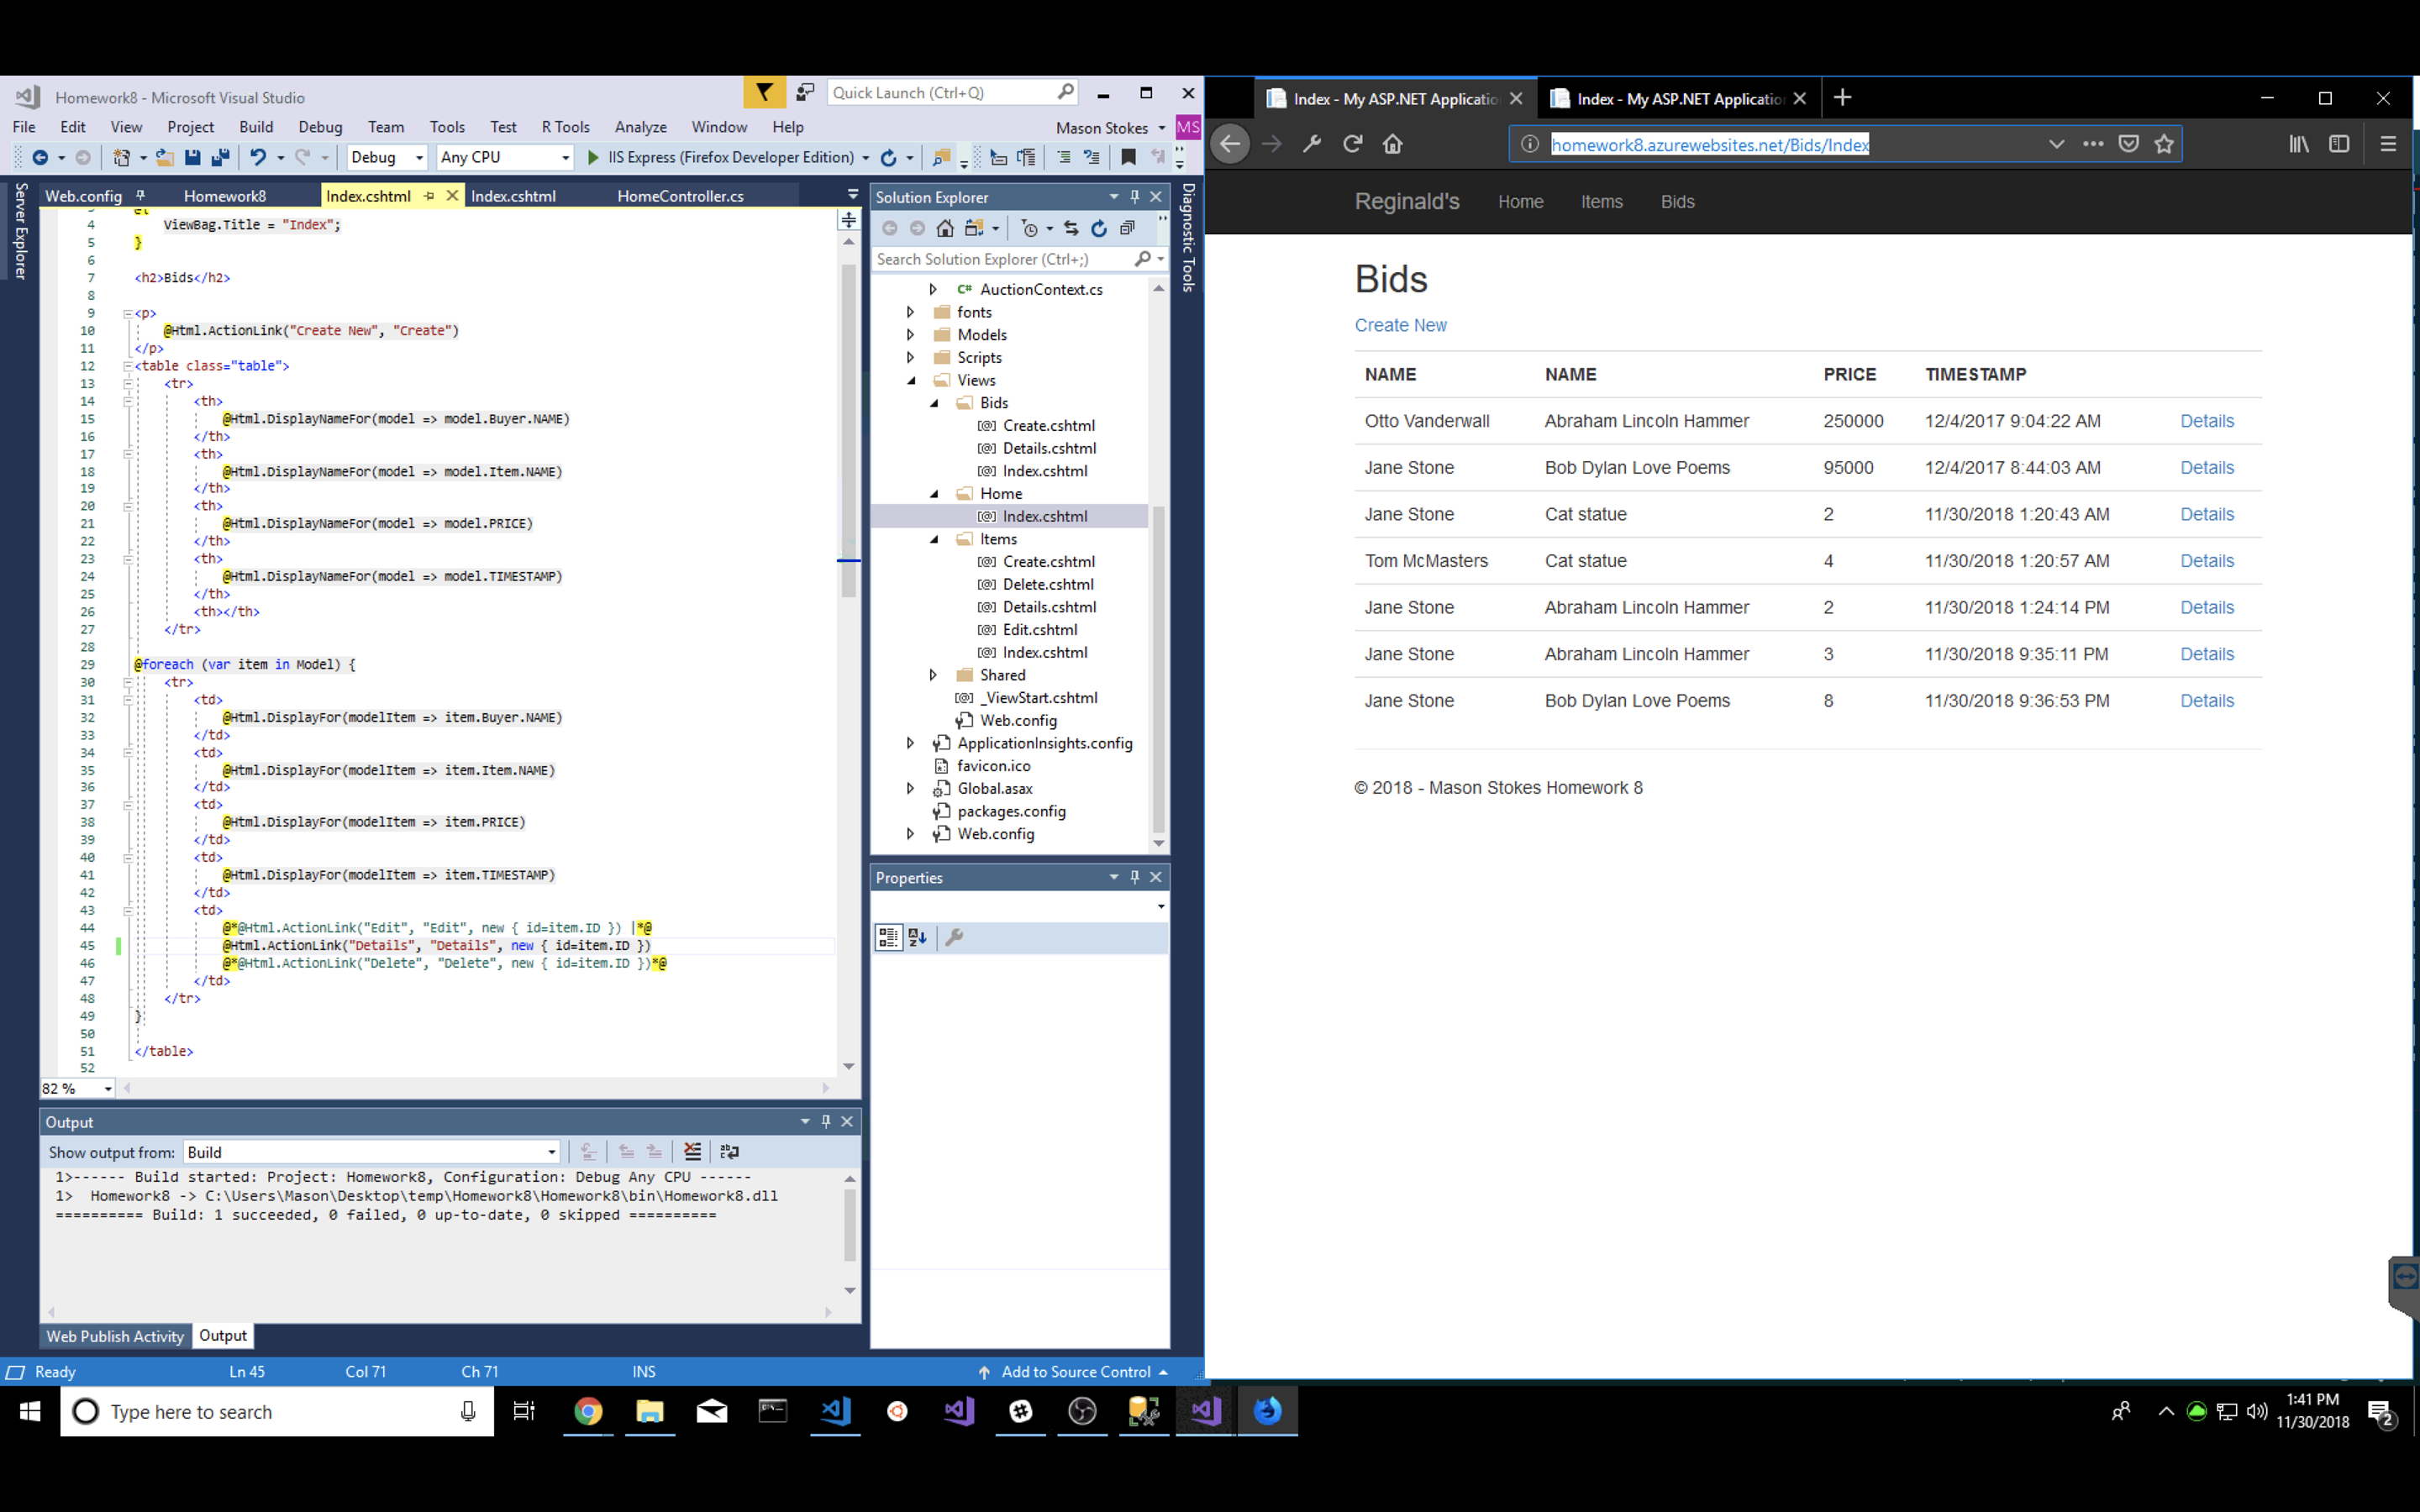 Homework8 - Microsoft Visual Studio
Quick Launch (Ctrl+Q)
File Edit View Project Build Debug Team Tools Test R Tools Analyze Window Help
Mason Stokes MS
Debug Any CPU IIS Express (Firefox Developer Edition)
Server Explorer
Web.config Homework8 Index.cshtml Index.cshtml HomeController.cs
4 ViewBag.Title = "Index";
5 }
6
7 <h2>Bids</h2>
8
9 <p>
10 @Html.ActionLink("Create New", "Create")
11 </p>
12 <table class="table">
13 <tr>
14 <th>
15 @Html.DisplayNameFor(model => model.Buyer.NAME)
16 </th>
17 <th>
18 @Html.DisplayNameFor(model => model.Item.NAME)
19 </th>
20 <th>
21 @Html.DisplayNameFor(model => model.PRICE)
22 </th>
23 <th>
24 @Html.DisplayNameFor(model => model.TIMESTAMP)
25 </th>
26 <th></th>
27 </tr>
28
29 @foreach (var item in Model) {
30 <tr>
31 <td>
32 @Html.DisplayFor(modelItem => item.Buyer.NAME)
33 </td>
34 <td>
35 @Html.DisplayFor(modelItem => item.Item.NAME)
36 </td>
37 <td>
38 @Html.DisplayFor(modelItem => item.PRICE)
39 </td>
40 <td>
41 @Html.DisplayFor(modelItem => item.TIMESTAMP)
42 </td>
43 <td>
44 @*@Html.ActionLink("Edit", "Edit", new { id=item.ID }) |*@
45 @Html.ActionLink("Details", "Details", new { id=item.ID })
46 @*@Html.ActionLink("Delete", "Delete", new { id=item.ID })*@
47 </td>
48 </tr>
49 }
50
51 </table>
52
82 %
Output
Show output from: Build
1>------ Build started: Project: Homework8, Configuration: Debug Any CPU ------
1>  Homework8 -> C:\Users\Mason\Desktop\temp\Homework8\Homework8\bin\Homework8.dll
========== Build: 1 succeeded, 0 failed, 0 up-to-date, 0 skipped ==========
Web Publish Activity Output
Ready Ln 45 Col 71 Ch 71 INS Add to Source Control
Solution Explorer
Search Solution Explorer (Ctrl+;)
C# AuctionContext.cs
fonts
Models
Scripts
Views
Bids
[@] Create.cshtml
[@] Details.cshtml
[@] Index.cshtml
Home
[@] Index.cshtml
Items
[@] Create.cshtml
[@] Delete.cshtml
[@] Details.cshtml
[@] Edit.cshtml
[@] Index.cshtml
Shared
[@] _ViewStart.cshtml
Web.config
ApplicationInsights.config
favicon.ico
Global.asax
packages.config
Web.config
Properties
Diagnostic Tools
Index - My ASP.NET Applicatio Index - My ASP.NET Application
homework8.azurewebsites.net/Bids/Index
Reginald's Home Items Bids
Bids
Create New
NAME NAME PRICE TIMESTAMP
Otto Vanderwall Abraham Lincoln Hammer 250000 12/4/2017 9:04:22 AM Details
Jane Stone Bob Dylan Love Poems 95000 12/4/2017 8:44:03 AM Details
Jane Stone Cat statue 2 11/30/2018 1:20:43 AM Details
Tom McMasters Cat statue 4 11/30/2018 1:20:57 AM Details
Jane Stone Abraham Lincoln Hammer 2 11/30/2018 1:24:14 PM Details
Jane Stone Abraham Lincoln Hammer 3 11/30/2018 9:35:11 PM Details
Jane Stone Bob Dylan Love Poems 8 11/30/2018 9:36:53 PM Details
© 2018 - Mason Stokes Homework 8
Type here to search
1:41 PM
11/30/2018
2